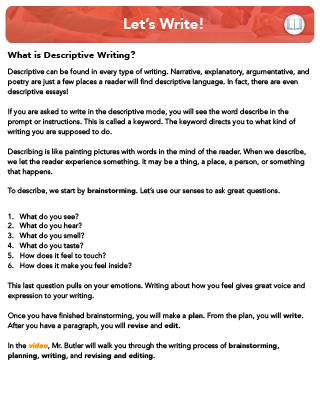 Let's Write!
What is Descriptive Writing?
Descriptive can be found in every type of writing. Narrative, explanatory, argumentative, and
poetry are just a few places a reader will find descriptive language. In fact, there are even
descriptive essays!
If you are asked to write in the descriptive mode, you will see the word describe in the
prompt or instructions. This is called a keyword. The keyword directs you to what kind of
writing you are supposed to do.
Describing is like painting pictures with words in the mind of the reader. When we describe,
we let the reader experience something. It may be a thing, a place, a person, or something
that happens.
To describe, we start by brainstorming. Let's use our senses to ask great questions.
1. What do you see?
2. What do you hear?
3. What do you smell?
4. What do you taste?
5. How does it feel to touch?
6. How does it make you feel inside?
This last question pulls on your emotions. Writing about how you feel gives great voice and
expression to your writing.
Once you have finished brainstorming, you will make a plan. From the plan, you will write.
After you have a paragraph, you will revise and edit.
In the video, Mr. Butler will walk you through the writing process of brainstorming,
planning, writing, and revising and editing.